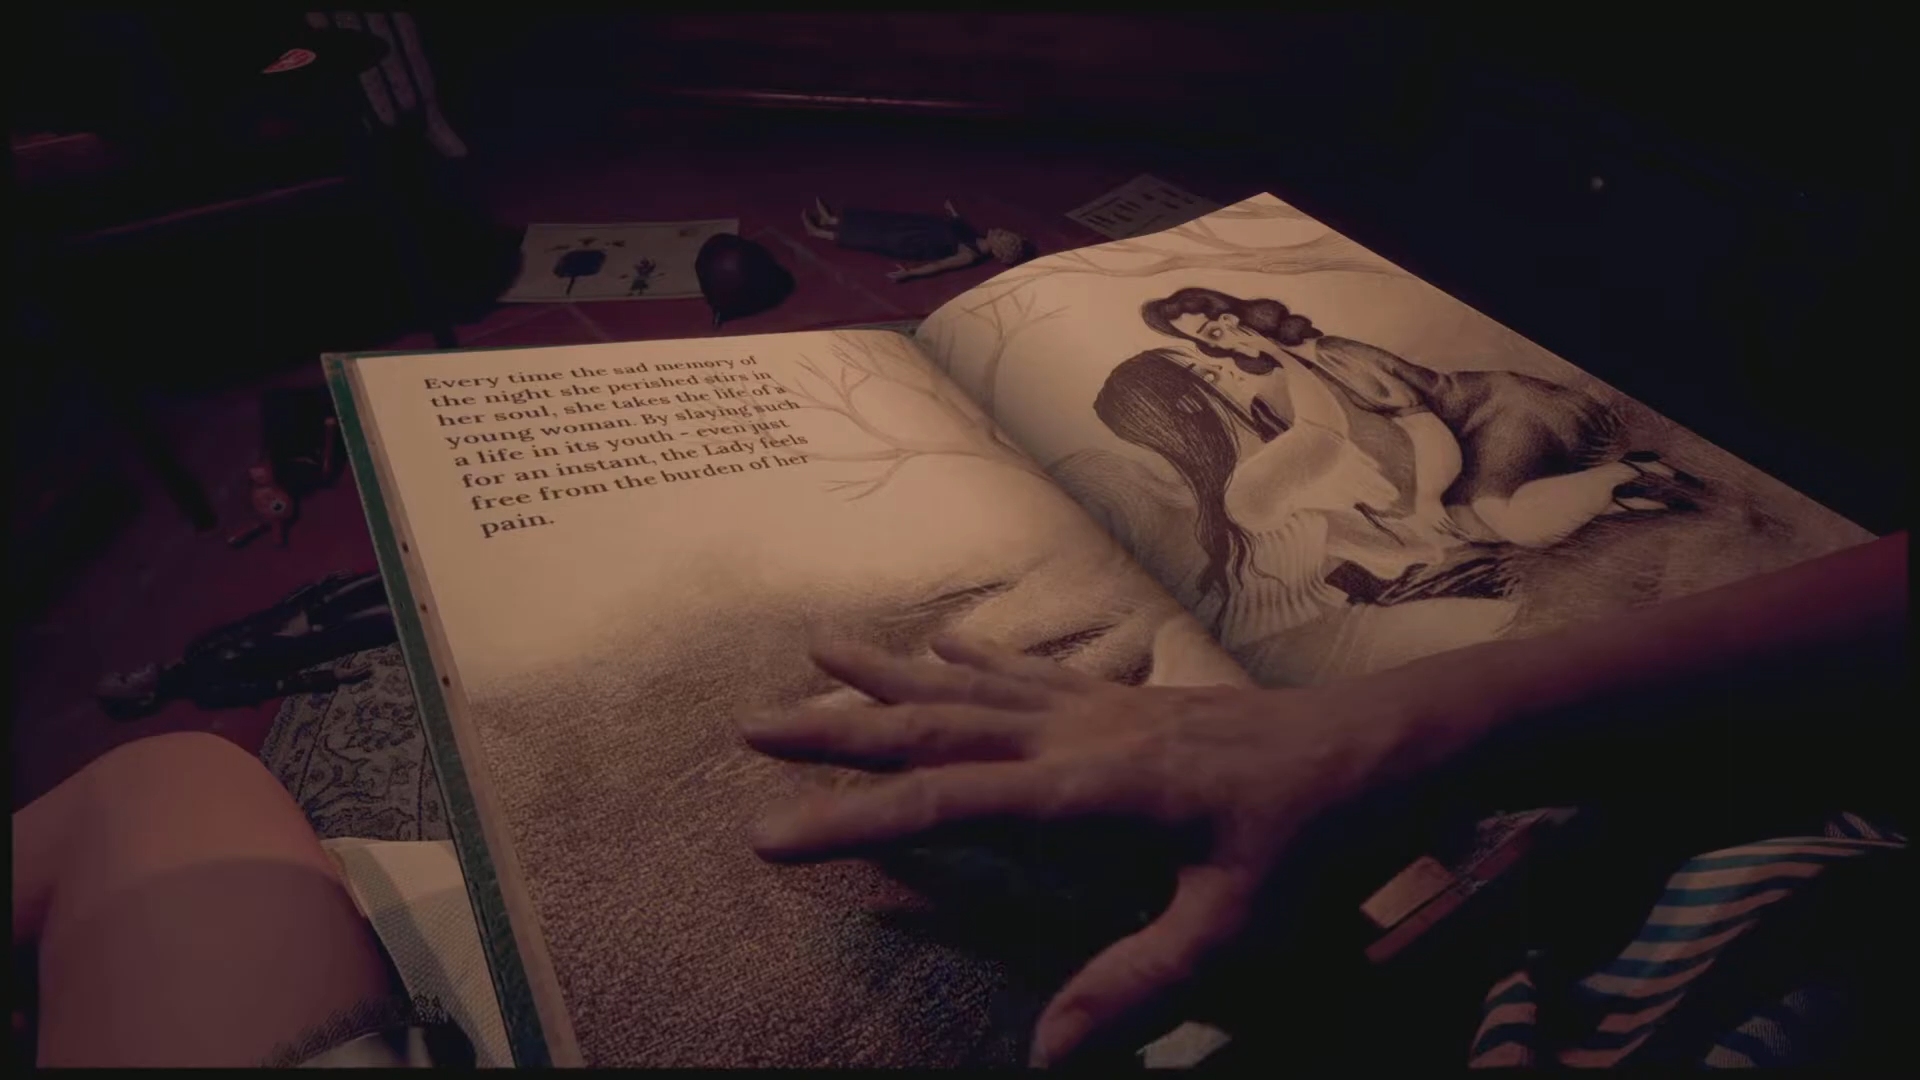 Every time the sad memory of
the night she perished stirs in
her soul, she takes the life of a
young woman. By slaying such
a life in its youth - even just
for an instant, the Lady feels
free from the burden of her
pain.